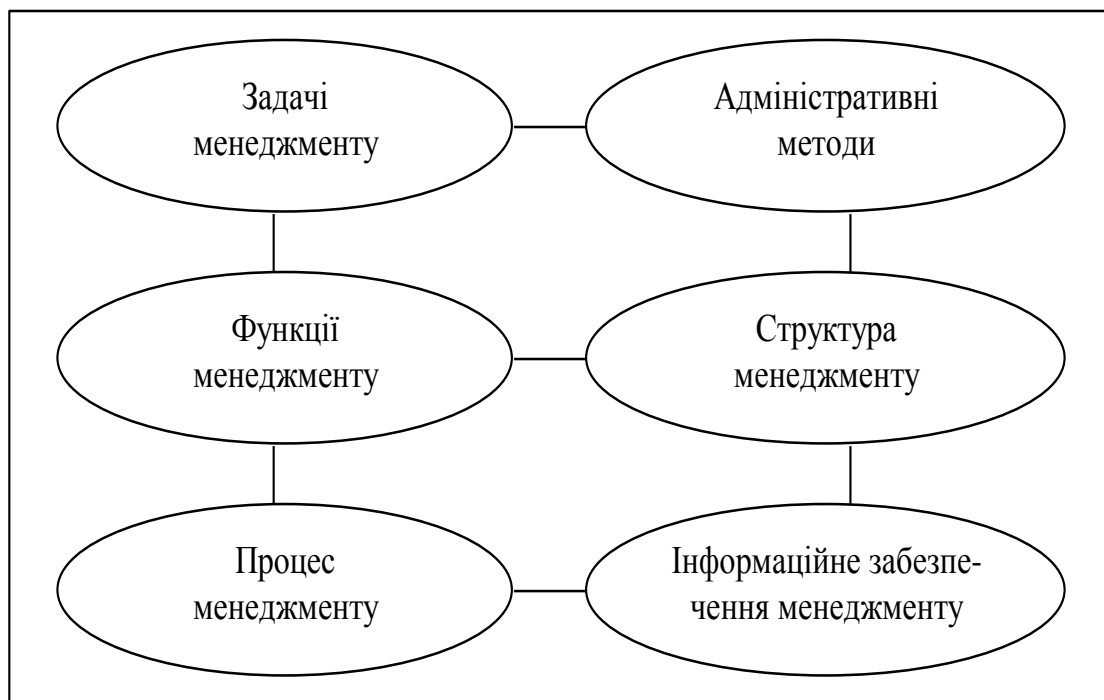 Задачі
менеджменту
Адміністративні
методи
Функції
менеджменту
Структура
менеджменту
Процес
менеджменту
Інформаційне забезпе-
чення менеджменту